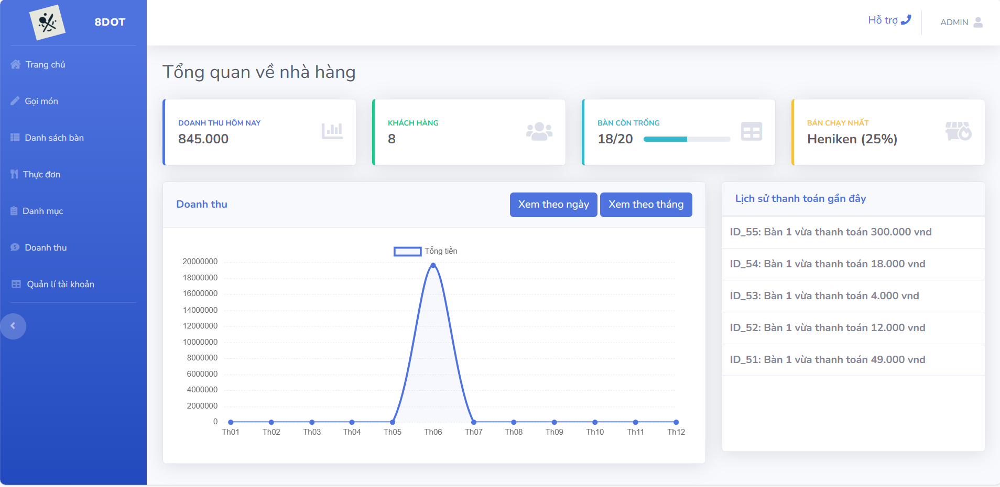 8DOT
Hỗ trợ
ADMIN
Trang chủ
Gọi món
Danh sách bàn
Thực đơn
Danh mục
Doanh thu
Quản lí tài khoản
Tổng quan về nhà hàng
DOANH THU HÔM NAY
845.000
KHÁCH HÀNG
8
BÀN CÒN TRỐNG
18/20
BÁN CHẠY NHẤT
Heniken (25%)
Doanh thu
Xem theo ngày
Xem theo tháng
Tổng tiền
20000000
18000000
16000000
14000000
12000000
10000000
8000000
6000000
4000000
2000000
0
Th01 Th02 Th03 Th04 Th05 Th06 Th07 Th08 Th09 Th10 Th11 Th12
Lịch sử thanh toán gần đây
ID_55: Bàn 1 vừa thanh toán 300.000 vnd
ID_54: Bàn 1 vừa thanh toán 18.000 vnd
ID_53: Bàn 1 vừa thanh toán 4.000 vnd
ID_52: Bàn 1 vừa thanh toán 12.000 vnd
ID_51: Bàn 1 vừa thanh toán 49.000 vnd